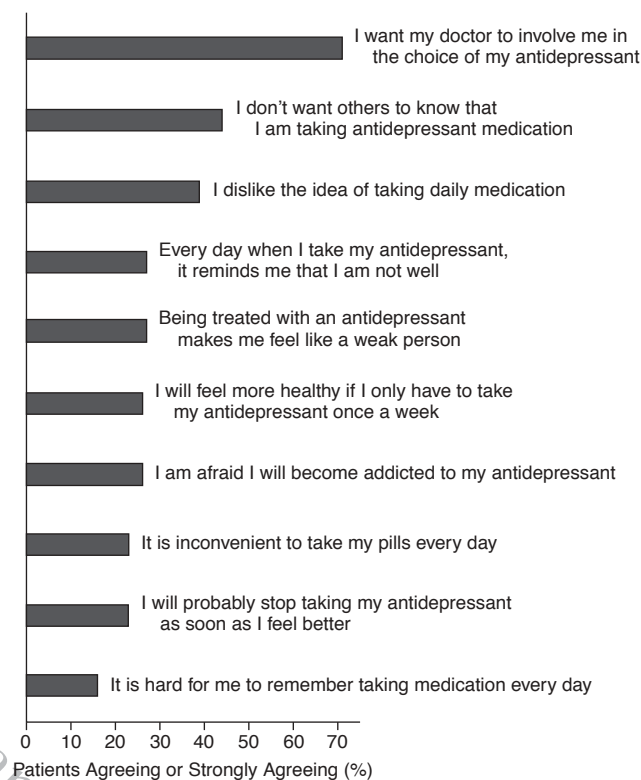 I want my doctor to involve me in
the choice of my antidepressant
I don’t want others to know that
I am taking antidepressant medication
I dislike the idea of taking daily medication
Every day when I take my antidepressant,
it reminds me that I am not well
Being treated with an antidepressant
makes me feel like a weak person
I will feel more healthy if I only have to take
my antidepressant once a week
I am afraid I will become addicted to my antidepressant
It is inconvenient to take my pills every day
I will probably stop taking my antidepressant
as soon as I feel better
It is hard for me to remember taking medication every day
0 10 20 30 40 50 60 70
Patients Agreeing or Strongly Agreeing (%)